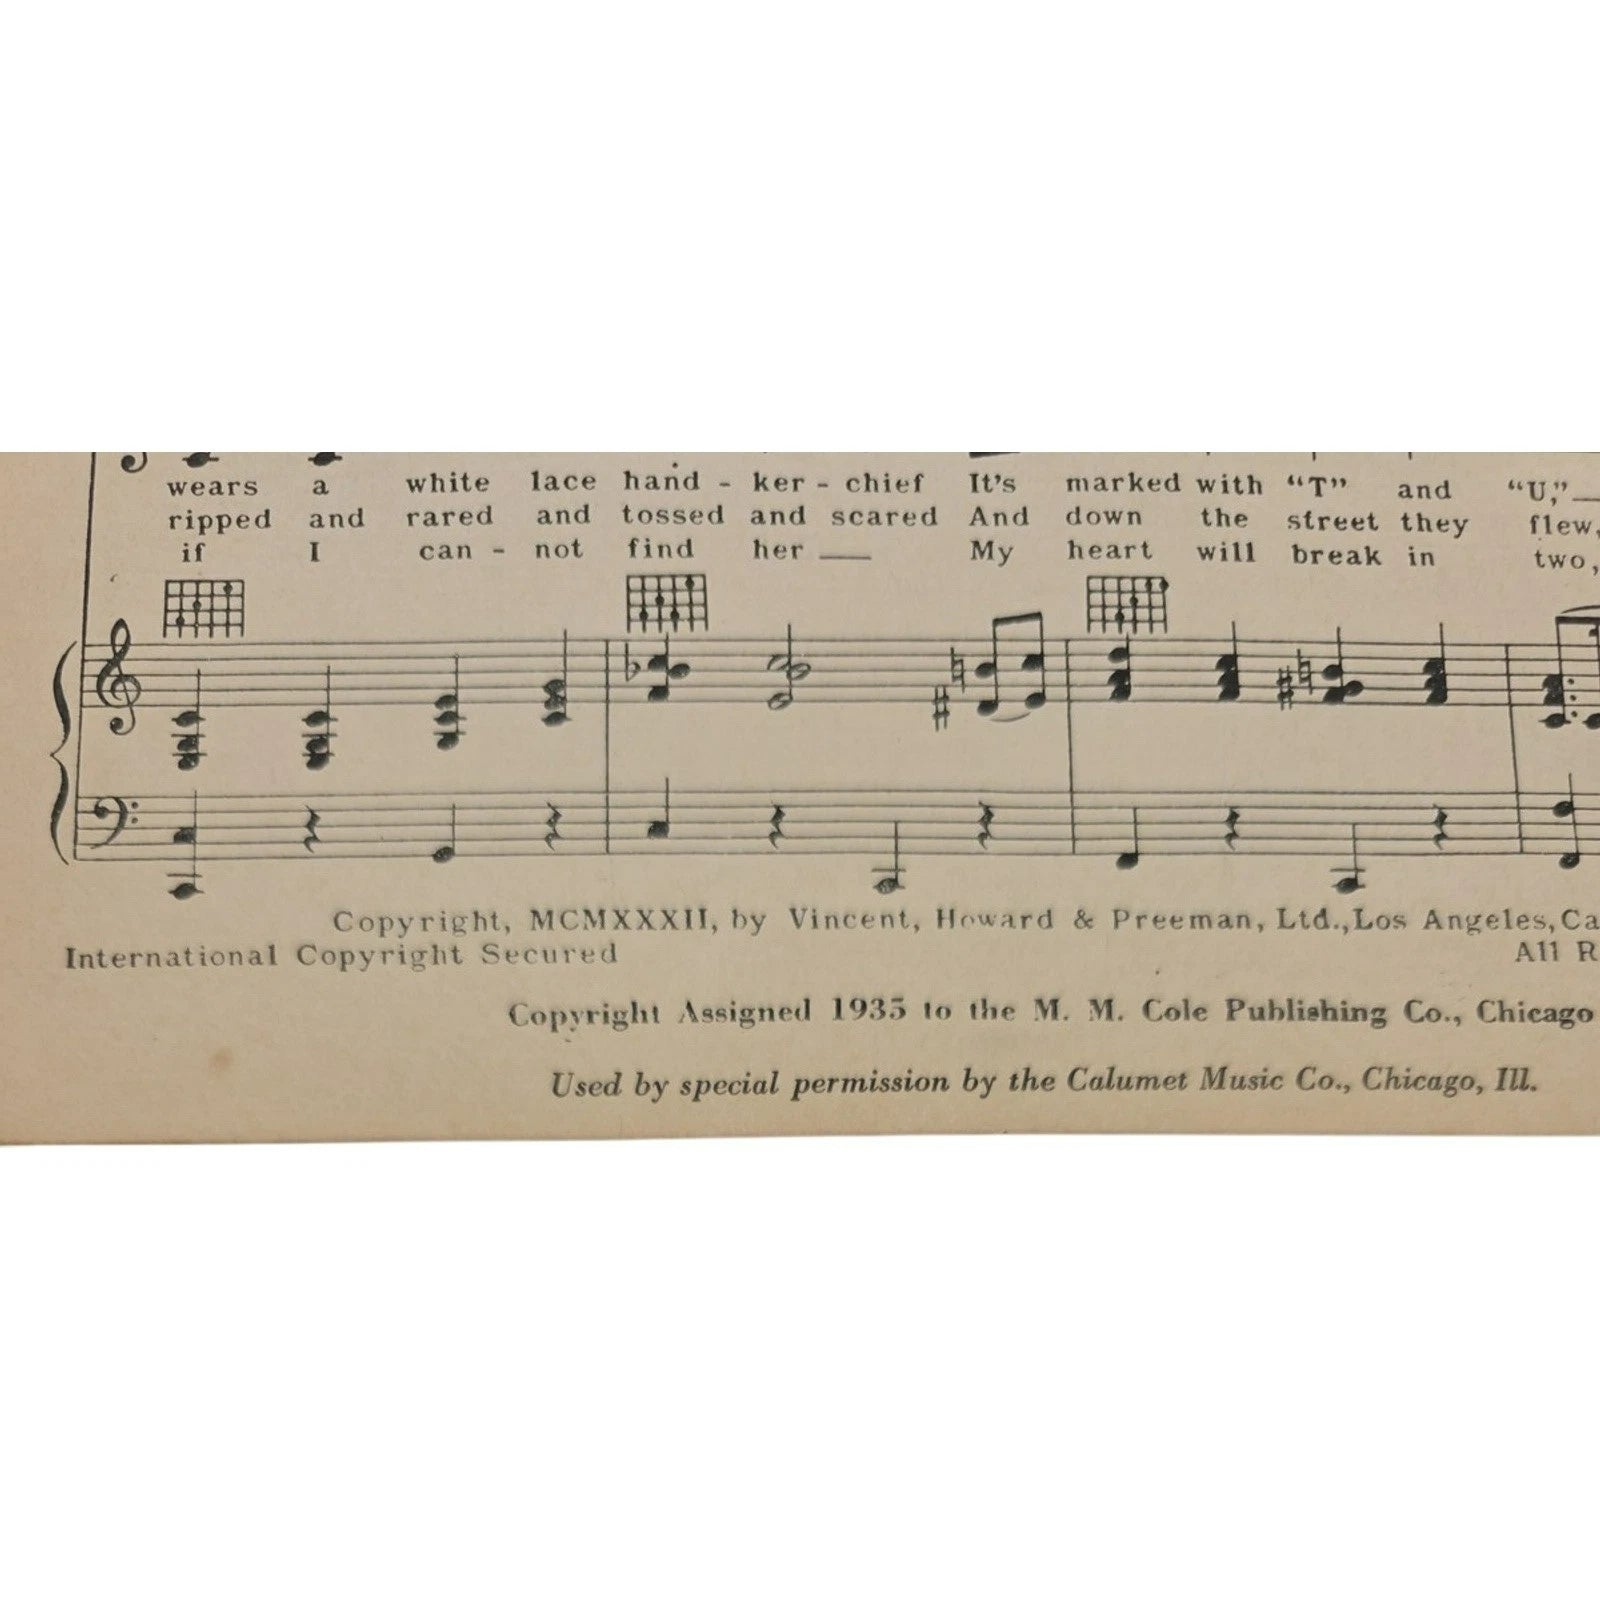 wears a white lace hand - ker - chief It's marked with "T" and "U,"
ripped and rared and tossed and scared And down the street they flew,
if I can - not find her My heart will break in two,
Copyright, MCMXXXII, by Vincent, Howard & Preeman, Ltd., Los Angeles, Ca
International Copyright Secured All R
Copyright Assigned 1935 to the M. M. Cole Publishing Co., Chicago
Used by special permission by the Calumet Music Co., Chicago, Ill.